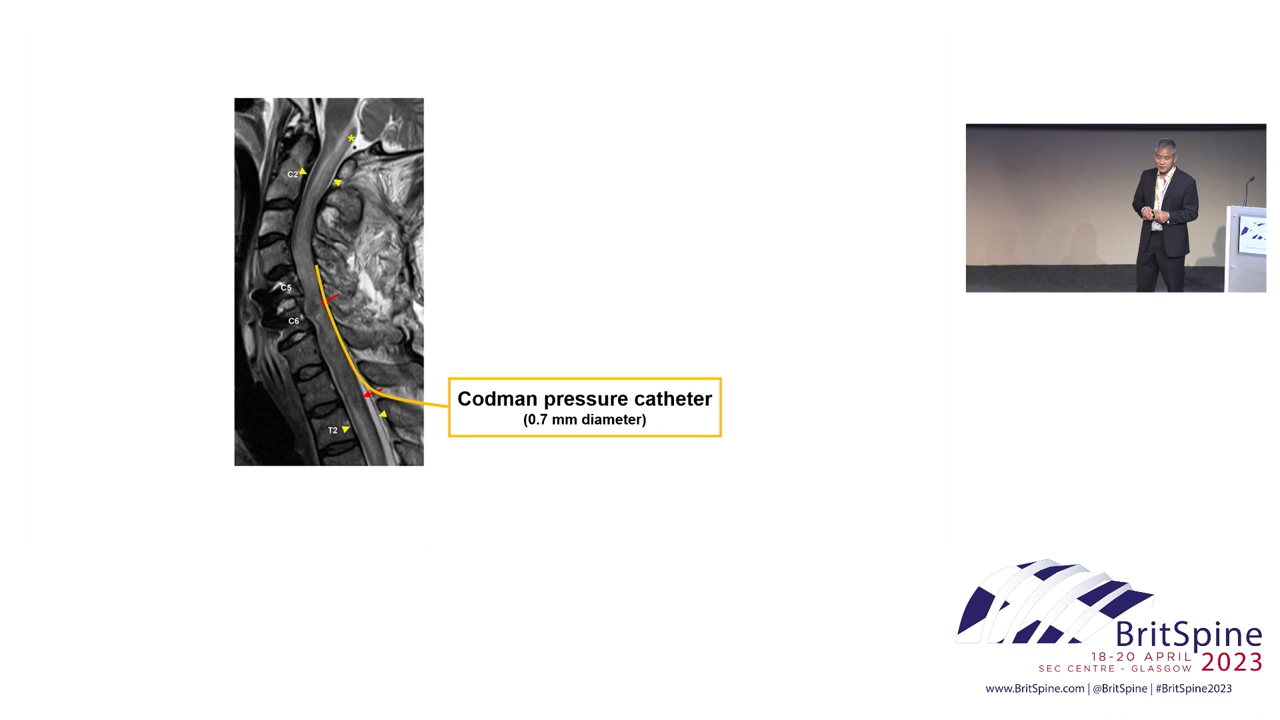 *
C2
C5
C6
T2
Codman pressure catheter
(0.7 mm diameter)
BritSpine
18-20 APRIL
SEC CENTRE - GLASGOW
2023
www.BritSpine.com | @BritSpine | #BritSpine2023